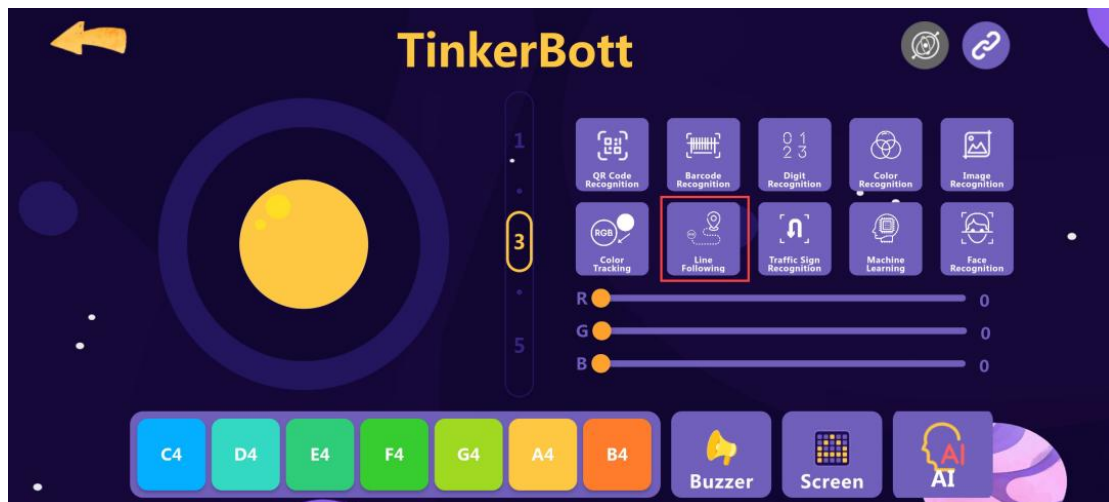 TinkerBott
1
3
5
QR Code
Recognition
Barcode
Recognition
0 1
2 3
Digit
Recognition
Color
Recognition
Image
Recognition
RGB
Color
Tracking
Line
Following
Traffic Sign
Recognition
Machine
Learning
Face
Recognition
R 0
G 0
B 0
C4 D4 E4 F4 G4 A4 B4
Buzzer
Screen
AI
AI